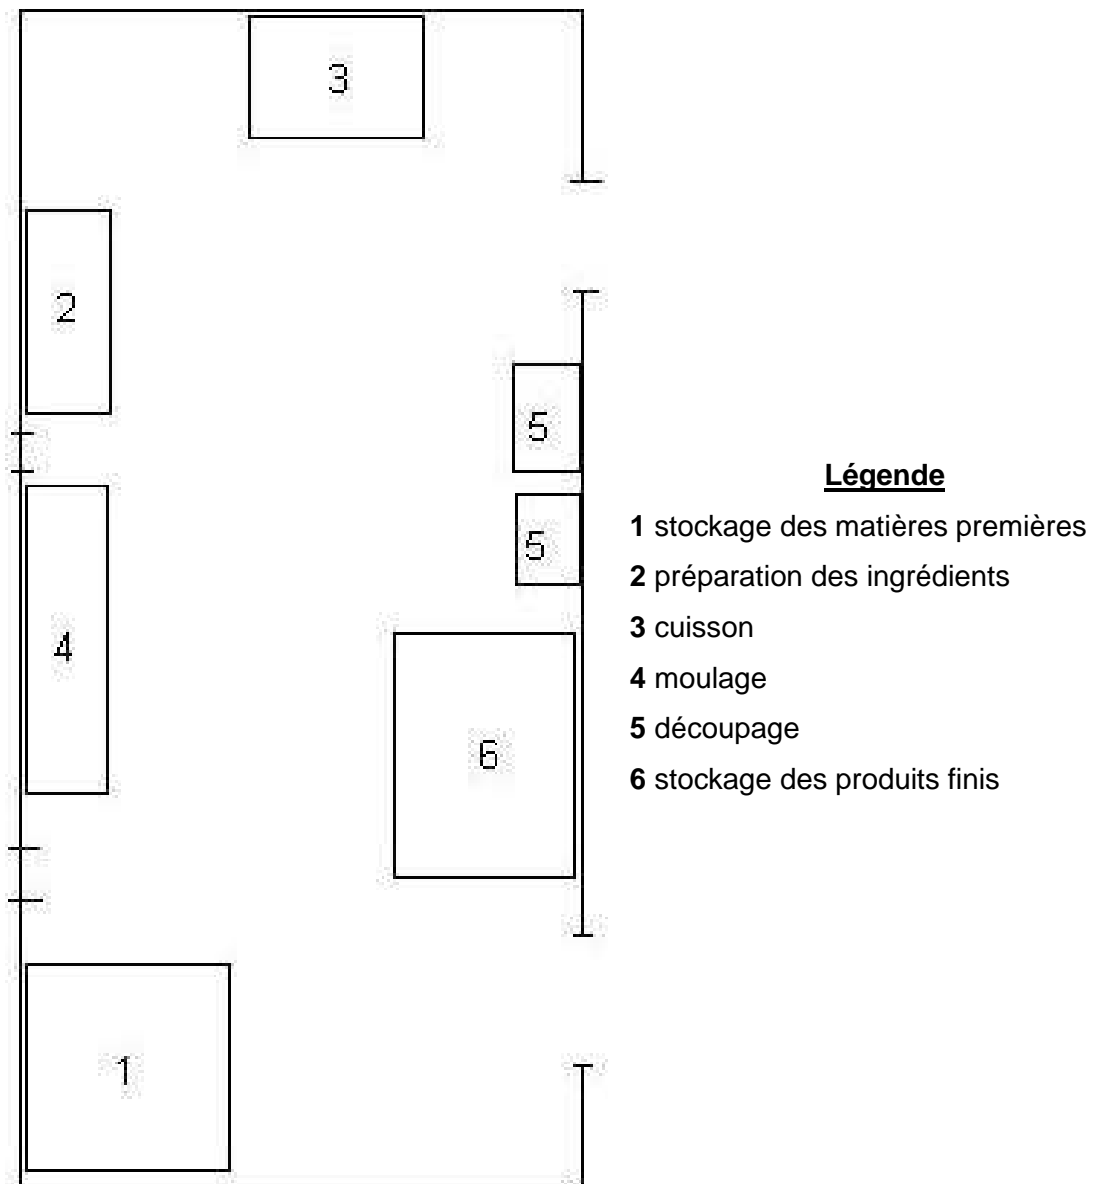 3
2
5
5
4
6
1
Légende
1 stockage des matières premières
2 préparation des ingrédients
3 cuisson
4 moulage
5 découpage
6 stockage des produits finis